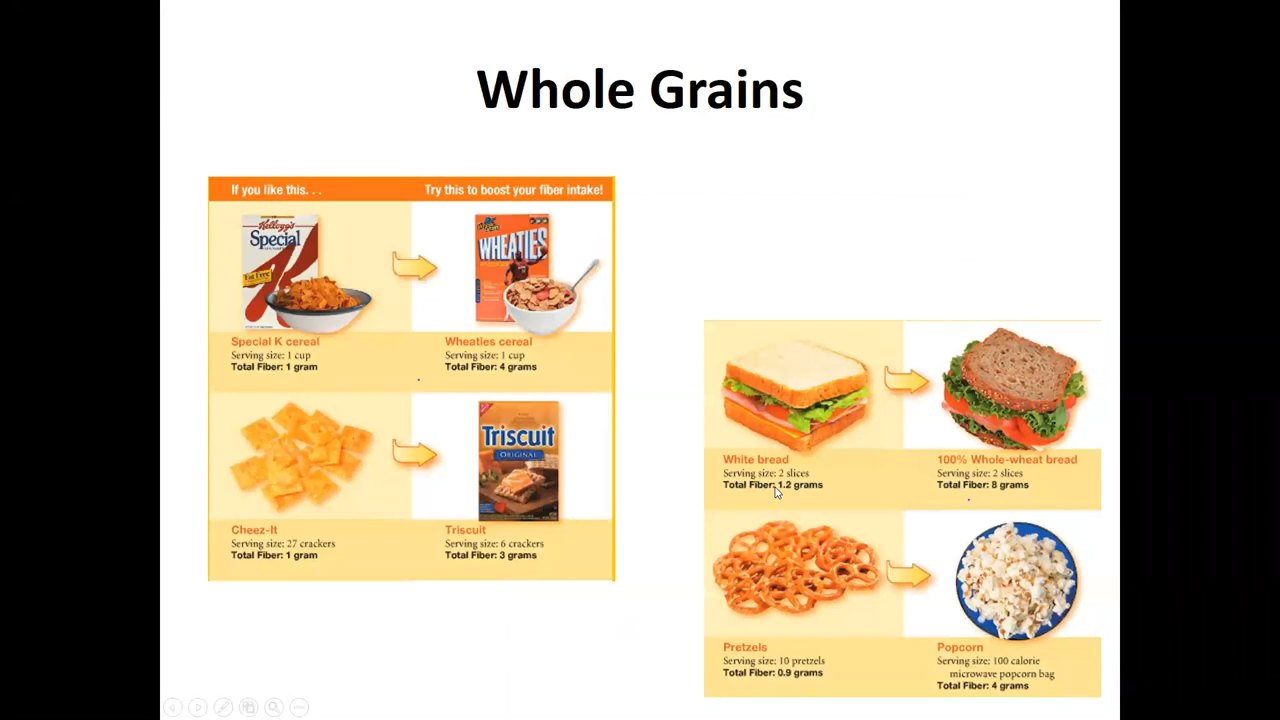 Whole Grains
If you like this. . .
Try this to boost your fiber intake!
Kellogg's
Special
K
Fat Free
WHEATIES
Special K cereal
Serving size: 1 cup
Total Fiber: 1 gram
Wheaties cereal
Serving size: 1 cup
Total Fiber: 4 grams
Triscuit
ORIGINAL
Cheez-It
Serving size: 27 crackers
Total Fiber: 1 gram
Triscuit
Serving size: 6 crackers
Total Fiber: 3 grams
White bread
Serving size: 2 slices
Total Fiber: 1.2 grams
100% Whole-wheat bread
Serving size: 2 slices
Total Fiber: 8 grams
Pretzels
Serving size: 10 pretzels
Total Fiber: 0.9 grams
Popcorn
Serving size: 100 calorie
microwave popcorn bag
Total Fiber: 4 grams